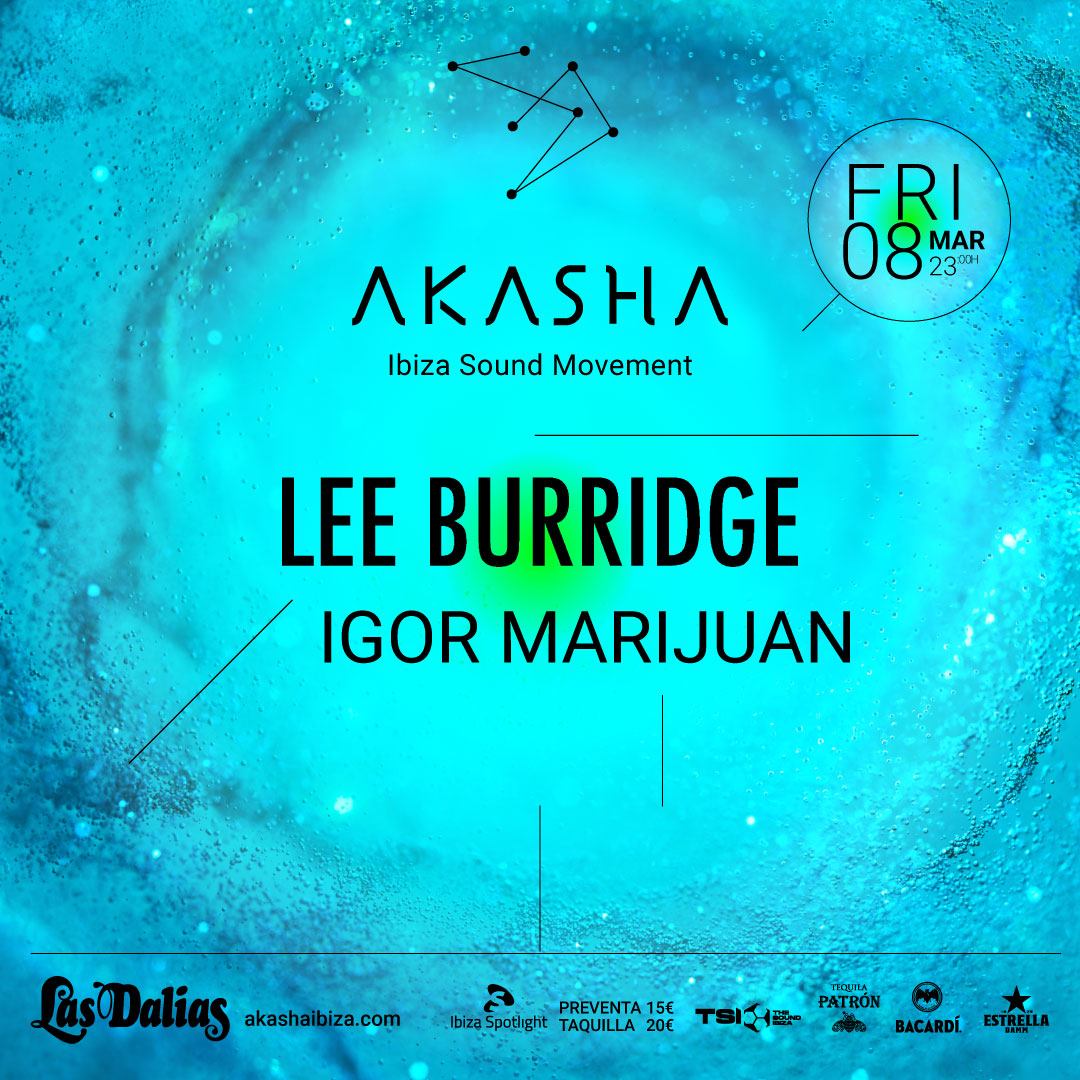 FRI
08 MAR
23:00H
AKASHA
Ibiza Sound Movement
LEE BURRIDGE
IGOR MARIJUAN
Las Dalias
akashaibiza.com
Ibiza Spotlight
PREVENTA 15€
TAQUILLA 20€
TSI THE SOUND IBIZA
TEQUILA
PATRÓN
BACARDÍ.
ESTRELLA
DAMM